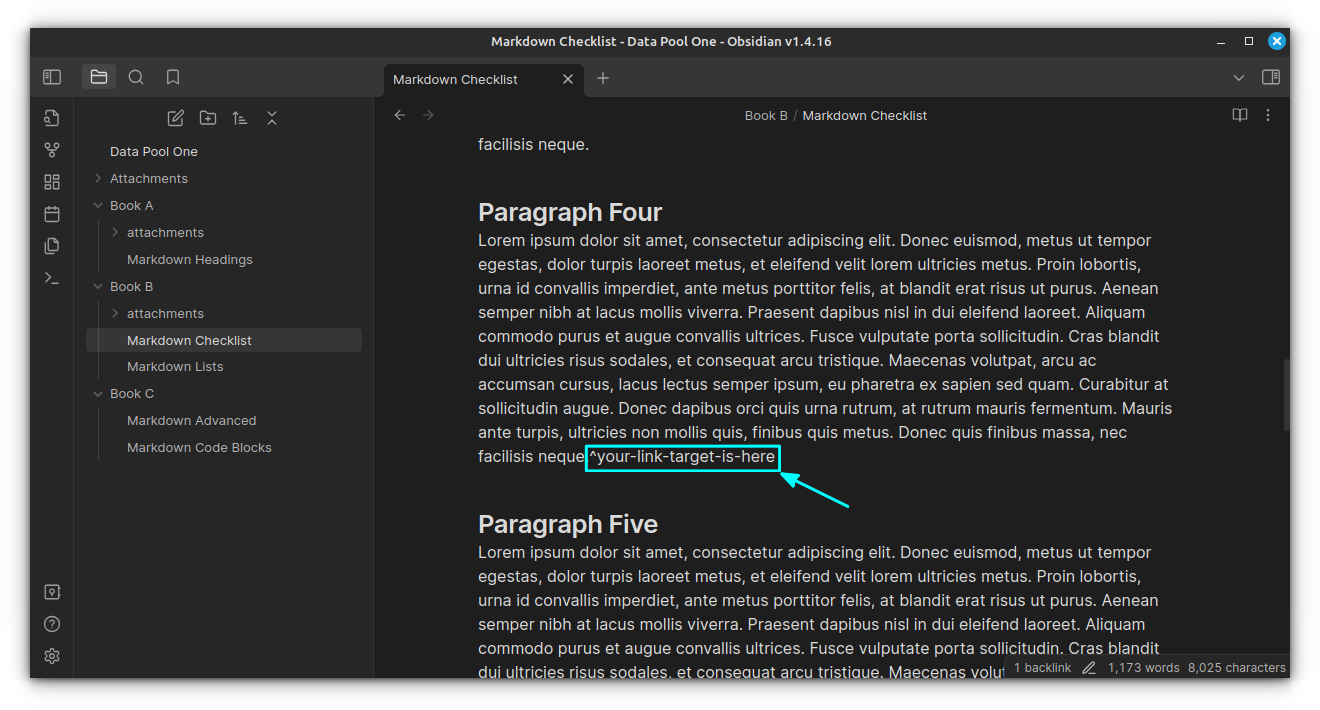 Markdown Checklist - Data Pool One - Obsidian v1.4.16
Markdown Checklist
Data Pool One
Attachments
Book A
attachments
Markdown Headings
Book B
attachments
Markdown Checklist
Markdown Lists
Book C
Markdown Advanced
Markdown Code Blocks
Book B / Markdown Checklist
facilisis neque.
Paragraph Four
Lorem ipsum dolor sit amet, consectetur adipiscing elit. Donec euismod, metus ut tempor
egestas, dolor turpis laoreet metus, et eleifend velit lorem ultricies metus. Proin lobortis,
urna id convallis imperdiet, ante metus porttitor felis, at blandit erat risus ut purus. Aenean
semper nibh at lacus mollis viverra. Praesent dapibus nisl in dui eleifend laoreet. Aliquam
commodo purus et augue convallis ultrices. Fusce vulputate porta sollicitudin. Cras blandit
dui ultricies risus sodales, et consequat arcu tristique. Maecenas volutpat, arcu ac
accumsan cursus, lacus lectus semper ipsum, eu pharetra ex sapien sed quam. Curabitur at
sollicitudin augue. Donec dapibus orci quis urna rutrum, at rutrum mauris fermentum. Mauris
ante turpis, ultricies non mollis quis, finibus quis metus. Donec quis finibus massa, nec
facilisis neque ^your-link-target-is-here
Paragraph Five
Lorem ipsum dolor sit amet, consectetur adipiscing elit. Donec euismod, metus ut tempor
egestas, dolor turpis laoreet metus, et eleifend velit lorem ultricies metus. Proin lobortis,
urna id convallis imperdiet, ante metus porttitor felis, at blandit erat risus ut purus. Aenean
semper nibh at lacus mollis viverra. Praesent dapibus nisl in dui eleifend laoreet. Aliquam
commodo purus et augue convallis ultrices. Fusce vulputate porta sollicitudin. Cras blandit
dui ultricies risus sodales, et consequat arcu tristique. Maecenas volu
1 backlink 1,173 words 8,025 characters